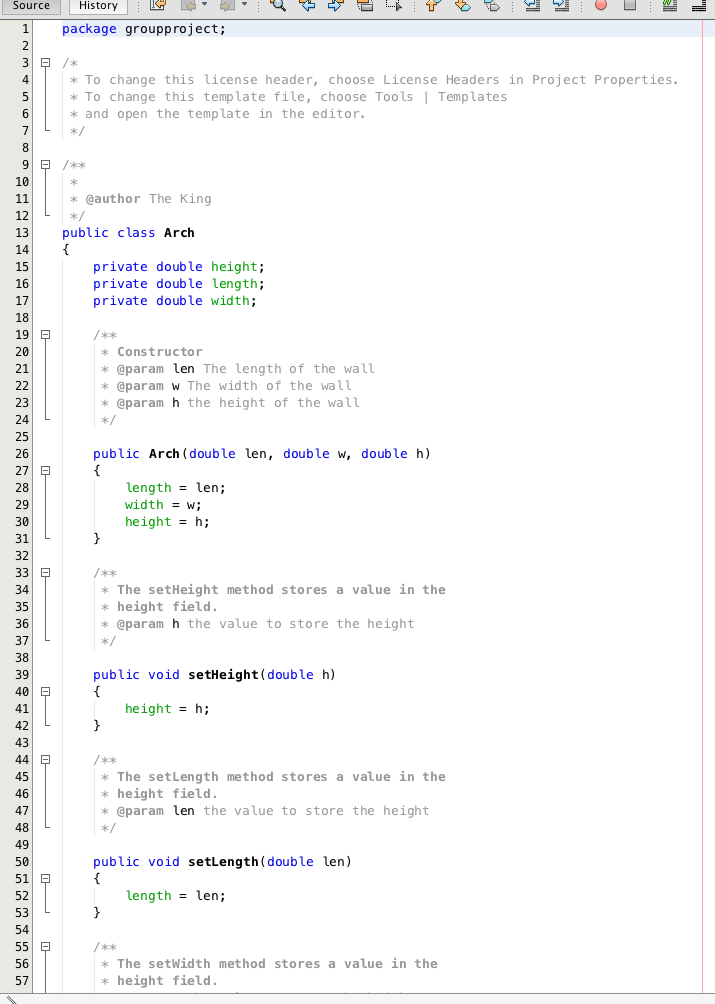 Source History
1 package groupproject;
2
3 /*
4 * To change this license header, choose License Headers in Project Properties.
5 * To change this template file, choose Tools | Templates
6 * and open the template in the editor.
7 */
8
9 /**
10 *
11 * @author The King
12 */
13 public class Arch
14 {
15 private double height;
16 private double length;
17 private double width;
18
19 /**
20 * Constructor
21 * @param len The length of the wall
22 * @param w The width of the wall
23 * @param h the height of the wall
24 */
25
26 public Arch(double len, double w, double h)
27 {
28 length = len;
29 width = w;
30 height = h;
31 }
32
33 /**
34 * The setHeight method stores a value in the
35 * height field.
36 * @param h the value to store the height
37 */
38
39 public void setHeight(double h)
40 {
41 height = h;
42 }
43
44 /**
45 * The setLength method stores a value in the
46 * height field.
47 * @param len the value to store the height
48 */
49
50 public void setLength(double len)
51 {
52 length = len;
53 }
54
55 /**
56 * The setWidth method stores a value in the
57 * height field.